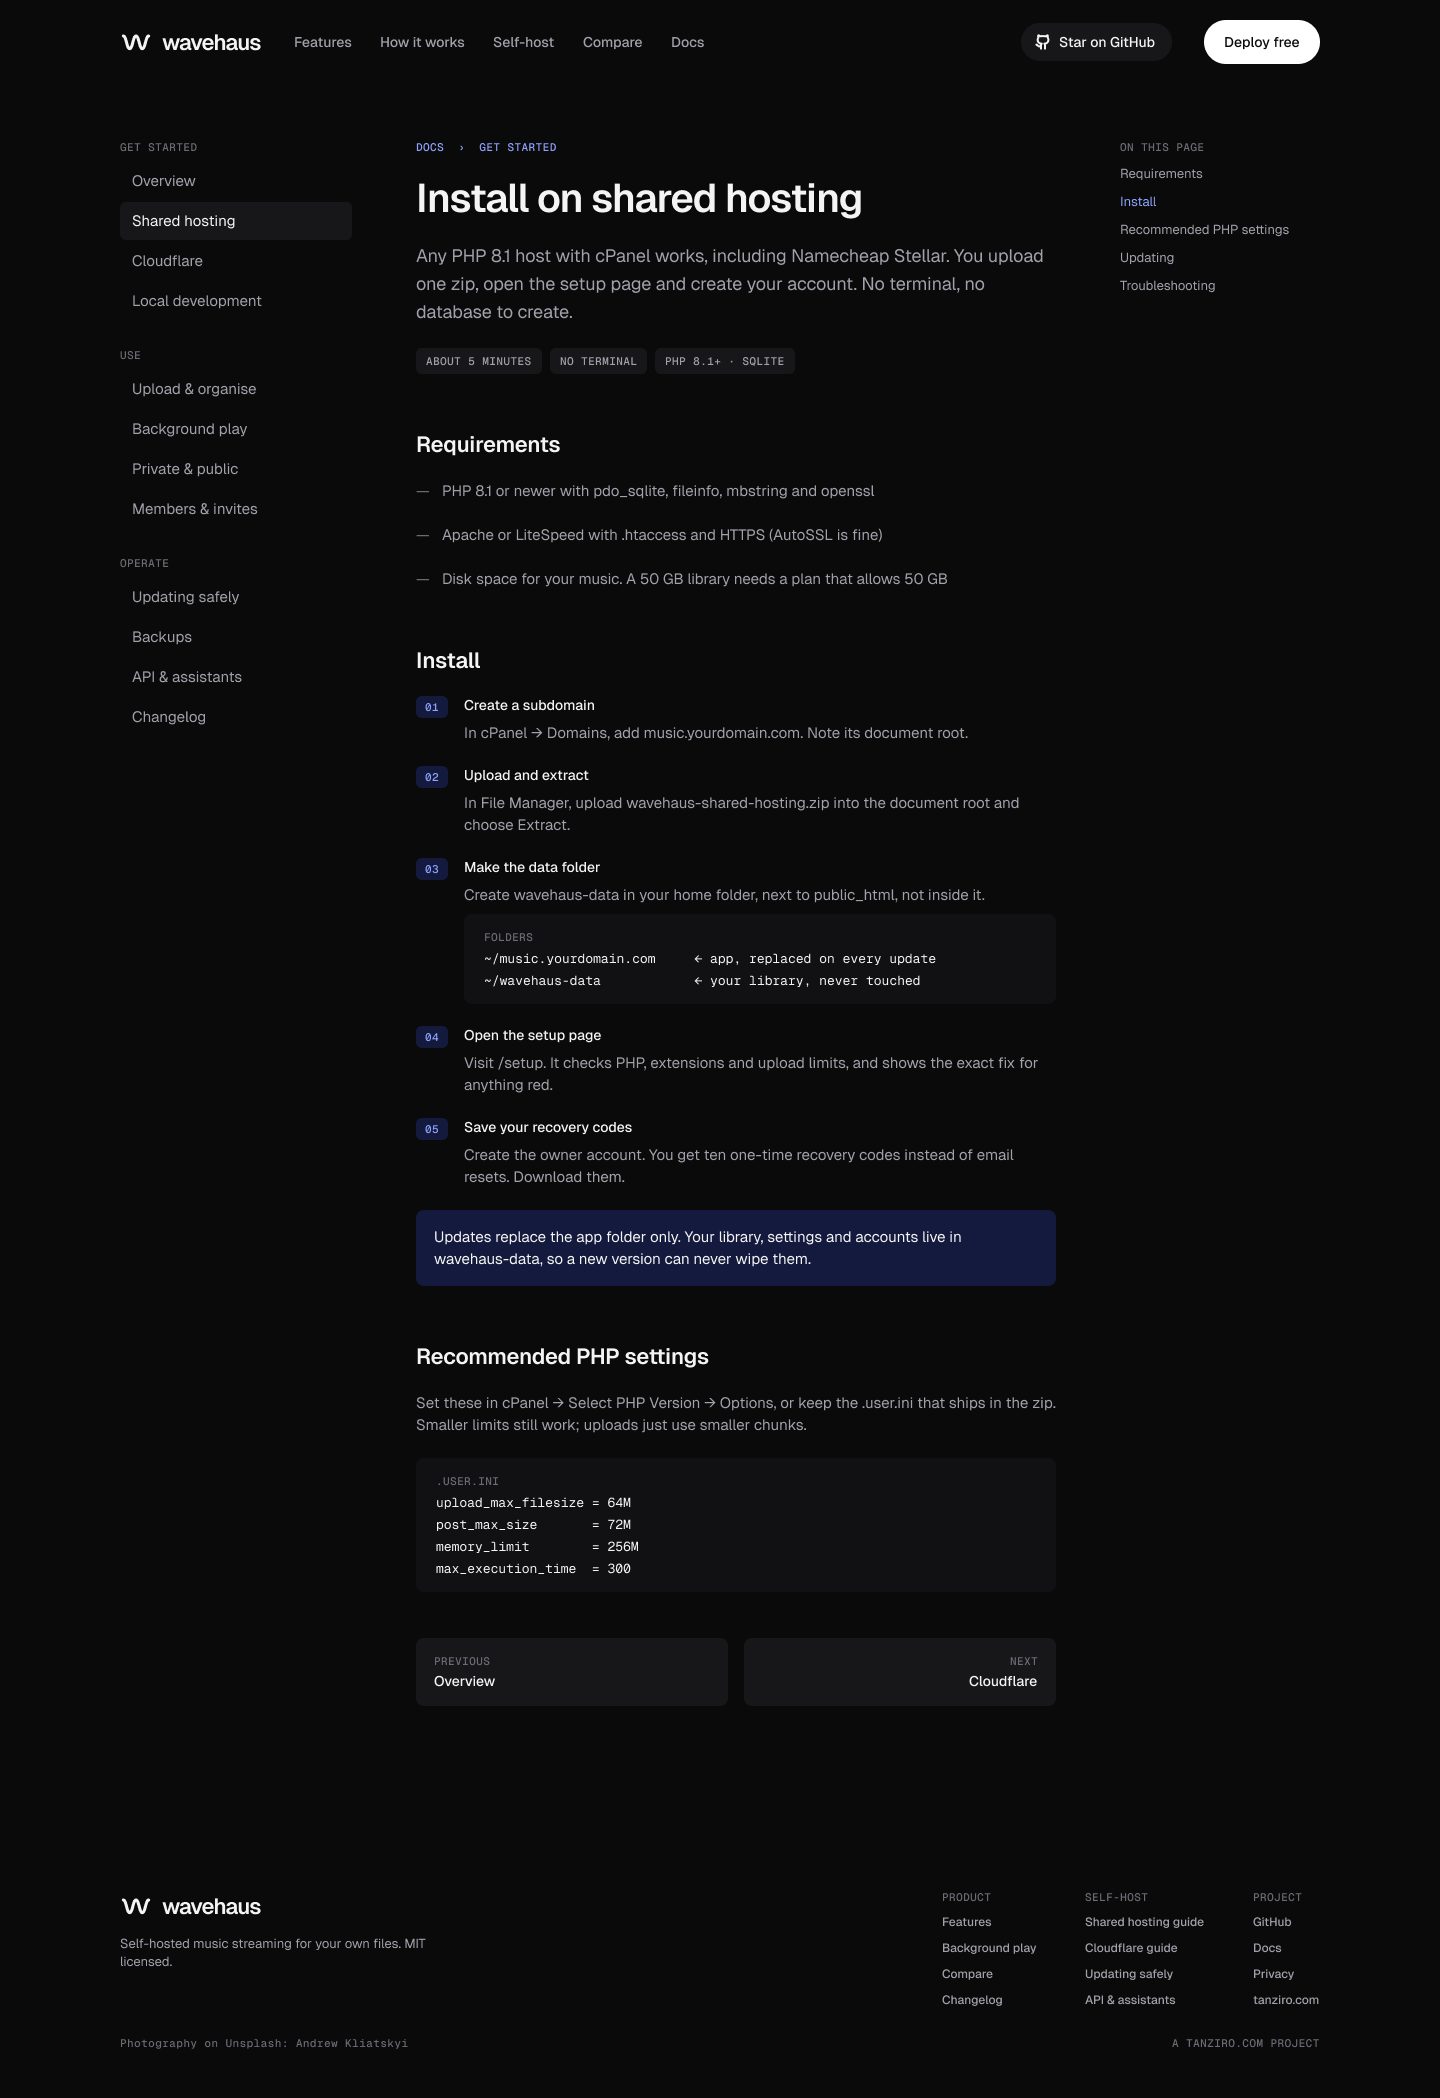 wavehaus
Features
How it works
Self-host
Compare
Docs
Star on GitHub
Deploy free
GET STARTED
Overview
Shared hosting
Cloudflare
Local development
USE
Upload & organise
Background play
Private & public
Members & invites
OPERATE
Updating safely
Backups
API & assistants
Changelog
DOCS › GET STARTED
Install on shared hosting
Any PHP 8.1 host with cPanel works, including Namecheap Stellar. You upload
one zip, open the setup page and create your account. No terminal, no
database to create.
ABOUT 5 MINUTES
NO TERMINAL
PHP 8.1+ · SQLITE
Requirements
— PHP 8.1 or newer with pdo_sqlite, fileinfo, mbstring and openssl
— Apache or LiteSpeed with .htaccess and HTTPS (AutoSSL is fine)
— Disk space for your music. A 50 GB library needs a plan that allows 50 GB
Install
01 Create a subdomain
In cPanel → Domains, add music.yourdomain.com. Note its document root.
02 Upload and extract
In File Manager, upload wavehaus-shared-hosting.zip into the document root and
choose Extract.
03 Make the data folder
Create wavehaus-data in your home folder, next to public_html, not inside it.
FOLDERS
~/music.yourdomain.com     ← app, replaced on every update
~/wavehaus-data            ← your library, never touched
04 Open the setup page
Visit /setup. It checks PHP, extensions and upload limits, and shows the exact fix for
anything red.
05 Save your recovery codes
Create the owner account. You get ten one-time recovery codes instead of email
resets. Download them.
Updates replace the app folder only. Your library, settings and accounts live in
wavehaus-data, so a new version can never wipe them.
Recommended PHP settings
Set these in cPanel → Select PHP Version → Options, or keep the .user.ini that ships in the zip.
Smaller limits still work; uploads just use smaller chunks.
.USER.INI
upload_max_filesize = 64M
post_max_size       = 72M
memory_limit        = 256M
max_execution_time  = 300
PREVIOUS
Overview
NEXT
Cloudflare
ON THIS PAGE
Requirements
Install
Recommended PHP settings
Updating
Troubleshooting
wavehaus
Self-hosted music streaming for your own files. MIT
licensed.
PRODUCT
Features
Background play
Compare
Changelog
SELF-HOST
Shared hosting guide
Cloudflare guide
Updating safely
API & assistants
PROJECT
GitHub
Docs
Privacy
tanziro.com
Photography on Unsplash: Andrew Kliatskyi
A TANZIRO.COM PROJECT